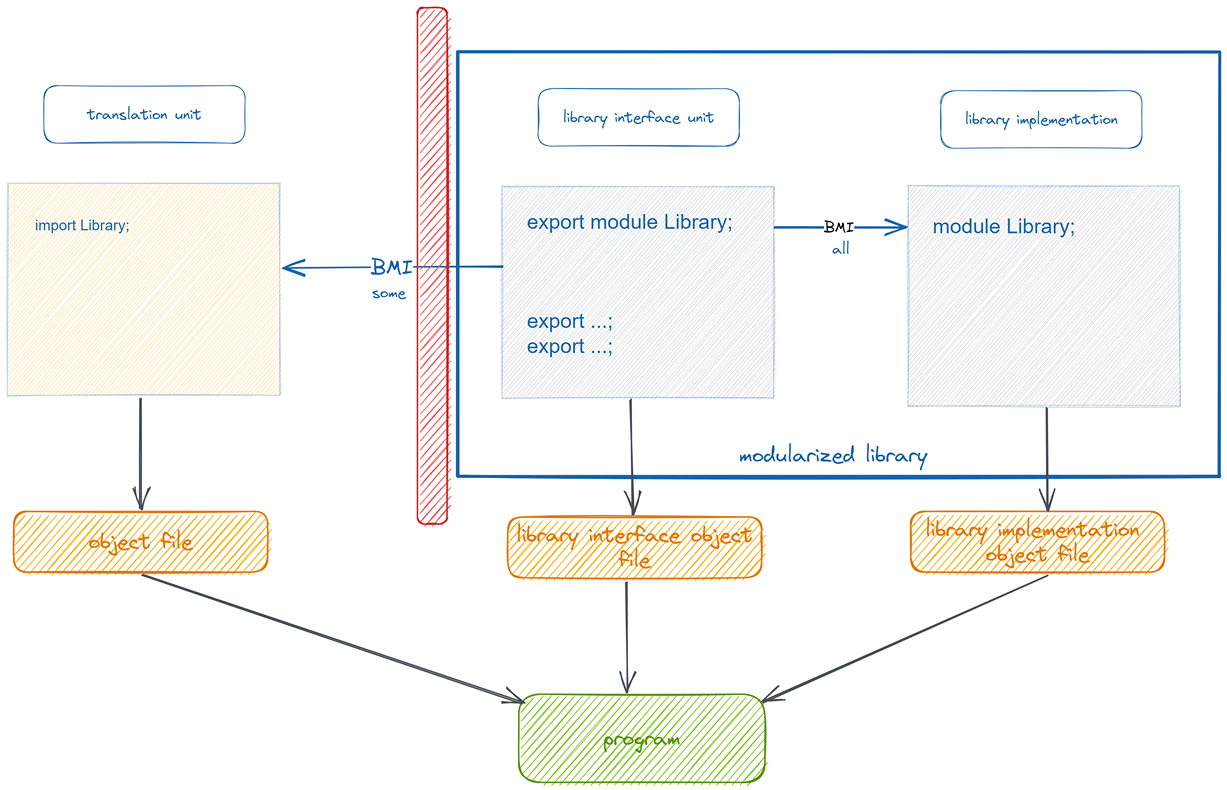 translation unit
library interface unit
library implementation
import Library;
export module Library;
BMI
all
module Library;
BMI
some
export ...;
export ...;
modularized library
object file
library interface object
file
library implementation
object file
program